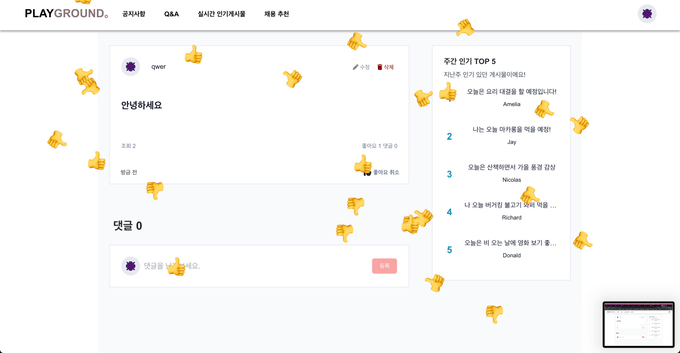 PLAYGROUND.
공지사항
Q&A
실시간 인기게시물
채용 추천
qwer
수정
삭제
안녕하세요
조회 2
좋아요 1 댓글 0
방금 전
좋아요 취소
댓글 0
댓글을
등록
주간 인기 TOP 5
지난주 인기 있던 게시물이에요!
오늘은 요리 대결을 할 예정입니다!
Amelia
2
나는 오늘 마카롱을 먹을 예정!
Jay
3
오늘은 산책하면서 가을 풍경 감상
Nicolas
4
나 오늘 버거킹 불고기 와퍼 먹을 ...
Richard
5
오늘은 비 오는 날에 영화 보기 좋...
Donald